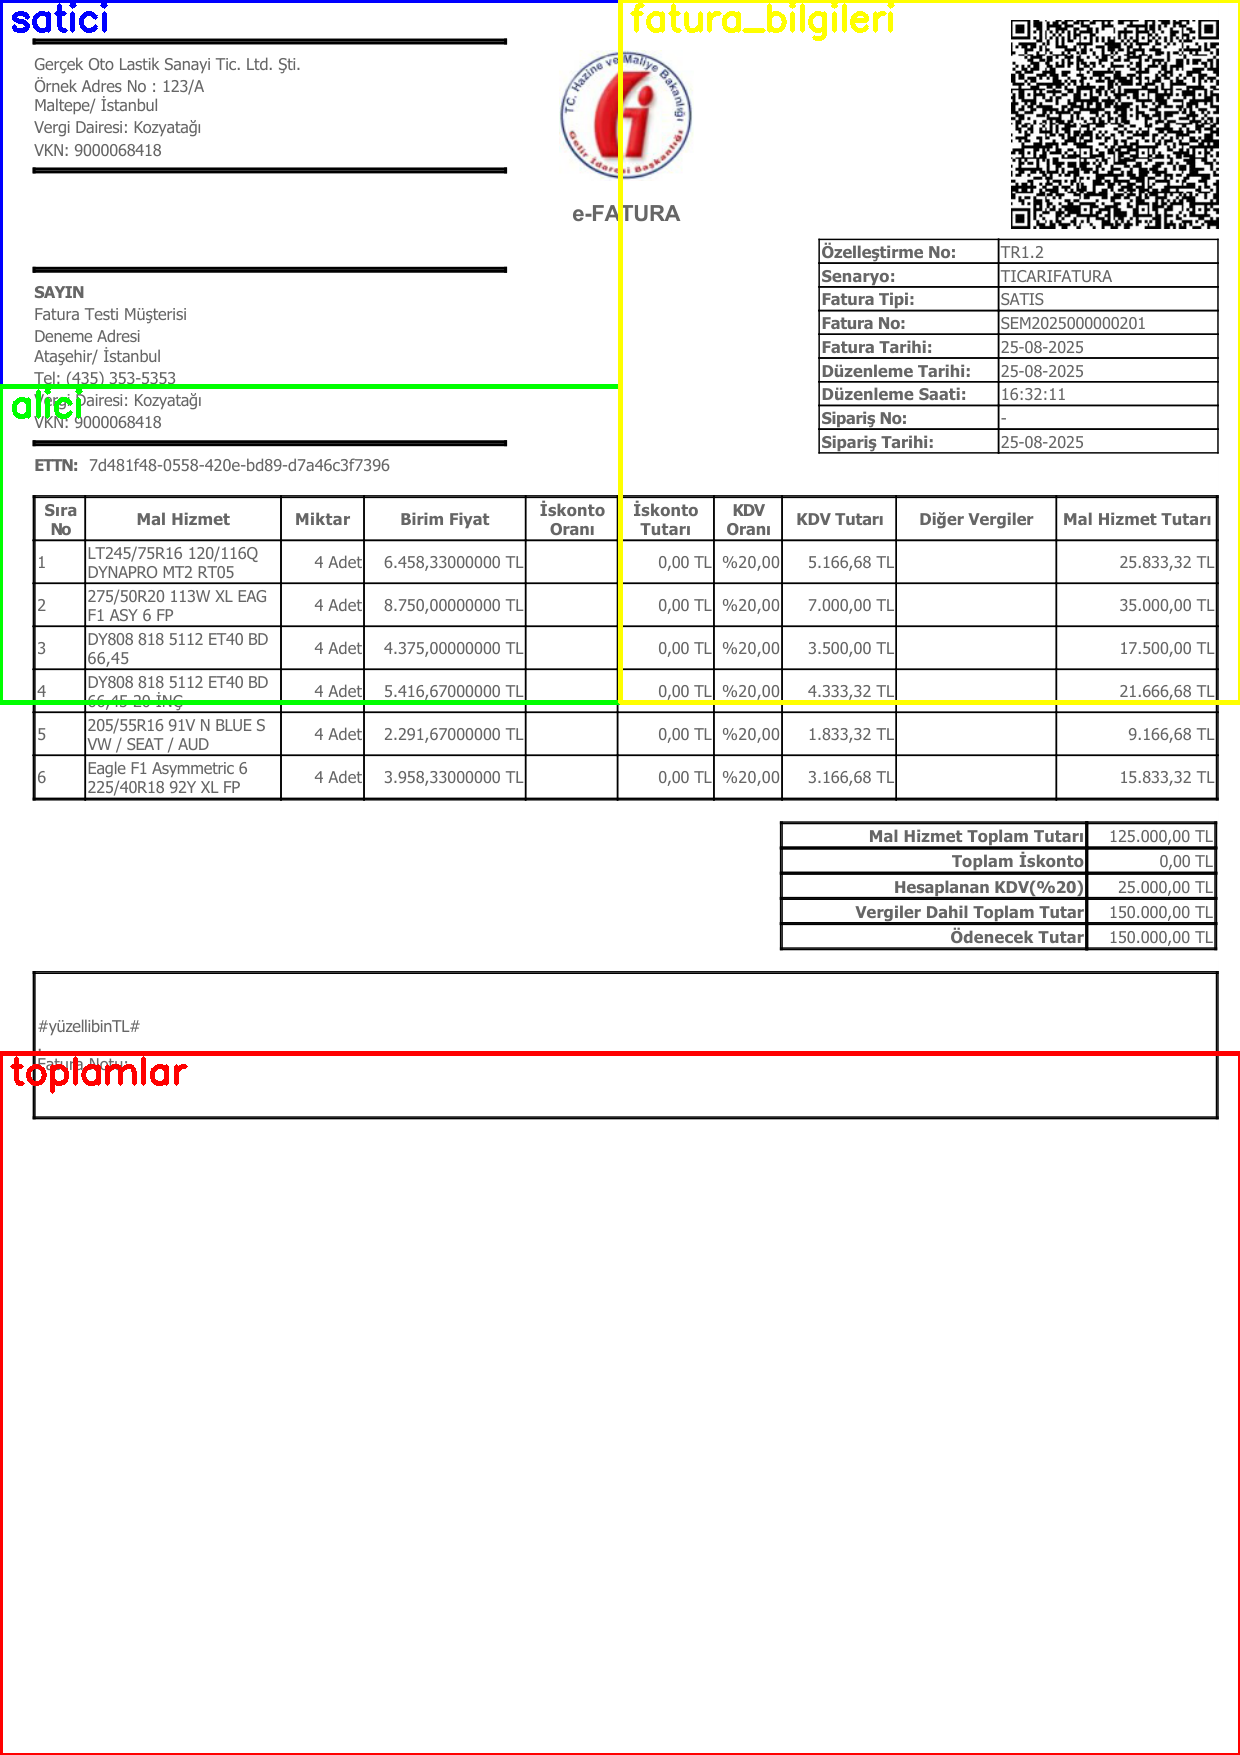 satici
fatura_bilgileri
Gerçek Oto Lastik Sanayi Tic. Ltd. Şti.
Örnek Adres No : 123/A
Maltepe/ İstanbul
Vergi Dairesi: Kozyatağı
VKN: 9000068418
T.C. Hazine ve Maliye Bakanlığı
Gelir İdaresi Başkanlığı
e-FATURA
Özelleştirme No: TR1.2
Senaryo: TICARIFATURA
Fatura Tipi: SATIS
Fatura No: SEM2025000000201
Fatura Tarihi: 25-08-2025
Düzenleme Tarihi: 25-08-2025
Düzenleme Saati: 16:32:11
Sipariş No: -
Sipariş Tarihi: 25-08-2025
SAYIN
Fatura Testi Müşterisi
Deneme Adresi
Ataşehir/ İstanbul
Tel: (435) 353-5353
alici
Vergi Dairesi: Kozyatağı
VKN: 9000068418
ETTN: 7d481f48-0558-420e-bd89-d7a46c3f7396
Sıra No Mal Hizmet Miktar Birim Fiyat İskonto Oranı İskonto Tutarı KDV Oranı KDV Tutarı Diğer Vergiler Mal Hizmet Tutarı
1 LT245/75R16 120/116Q DYNAPRO MT2 RT05 4 Adet 6.458,33000000 TL 0,00 TL %20,00 5.166,68 TL 25.833,32 TL
2 275/50R20 113W XL EAG F1 ASY 6 FP 4 Adet 8.750,00000000 TL 0,00 TL %20,00 7.000,00 TL 35.000,00 TL
3 DY808 818 5112 ET40 BD 66,45 4 Adet 4.375,00000000 TL 0,00 TL %20,00 3.500,00 TL 17.500,00 TL
4 DY808 818 5112 ET40 BD 66,45 20 İNÇ 4 Adet 5.416,67000000 TL 0,00 TL %20,00 4.333,32 TL 21.666,68 TL
5 205/55R16 91V N BLUE S VW / SEAT / AUD 4 Adet 2.291,67000000 TL 0,00 TL %20,00 1.833,32 TL 9.166,68 TL
6 Eagle F1 Asymmetric 6 225/40R18 92Y XL FP 4 Adet 3.958,33000000 TL 0,00 TL %20,00 3.166,68 TL 15.833,32 TL
Mal Hizmet Toplam Tutarı 125.000,00 TL
Toplam İskonto 0,00 TL
Hesaplanan KDV(%20) 25.000,00 TL
Vergiler Dahil Toplam Tutar 150.000,00 TL
Ödenecek Tutar 150.000,00 TL
#yüzellibinTL#
.
Fatura Notu:
toplamlar